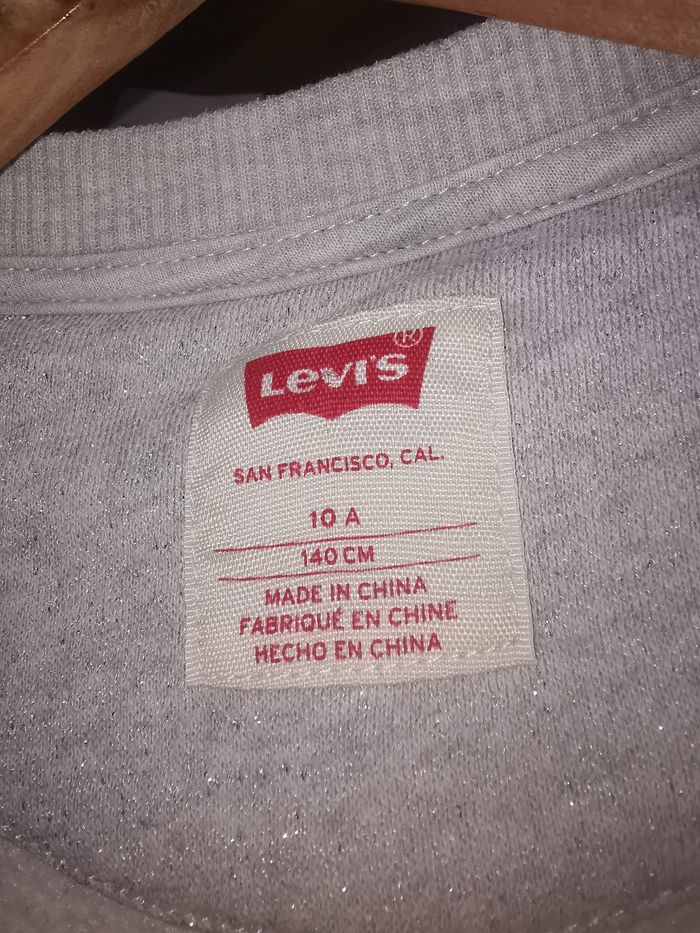 Levi's ®
SAN FRANCISCO, CAL.
10 A
140 CM
MADE IN CHINA
FABRIQUÉ EN CHINE
HECHO EN CHINA